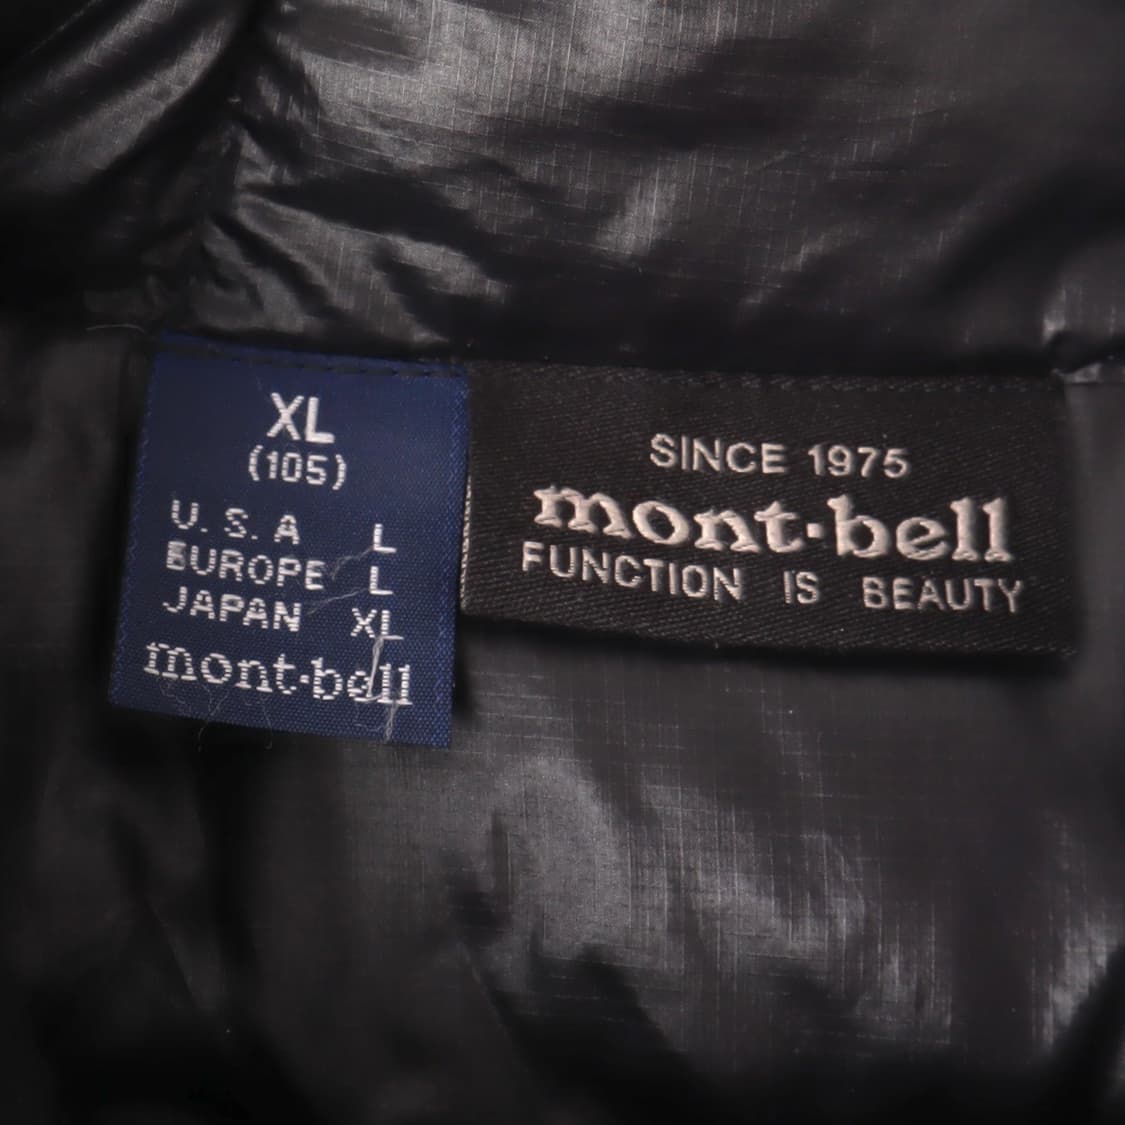 XL
(105)
U.S.A L
EUROPE L
JAPAN XL
mont·bell
SINCE 1975
mont·bell
FUNCTION IS BEAUTY